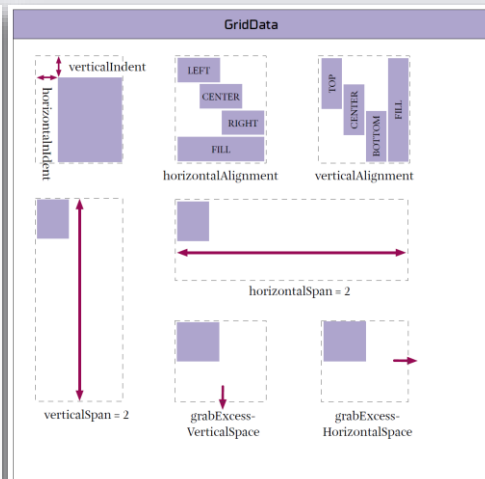 GridData
verticalIndent
horizontalIndent
LEFT
CENTER
RIGHT
FILL
horizontalAlignment
TOP
CENTER
BOTTOM
FILL
verticalAlignment
verticalSpan = 2
horizontalSpan = 2
grabExcess-
VerticalSpace
grabExcess-
HorizontalSpace